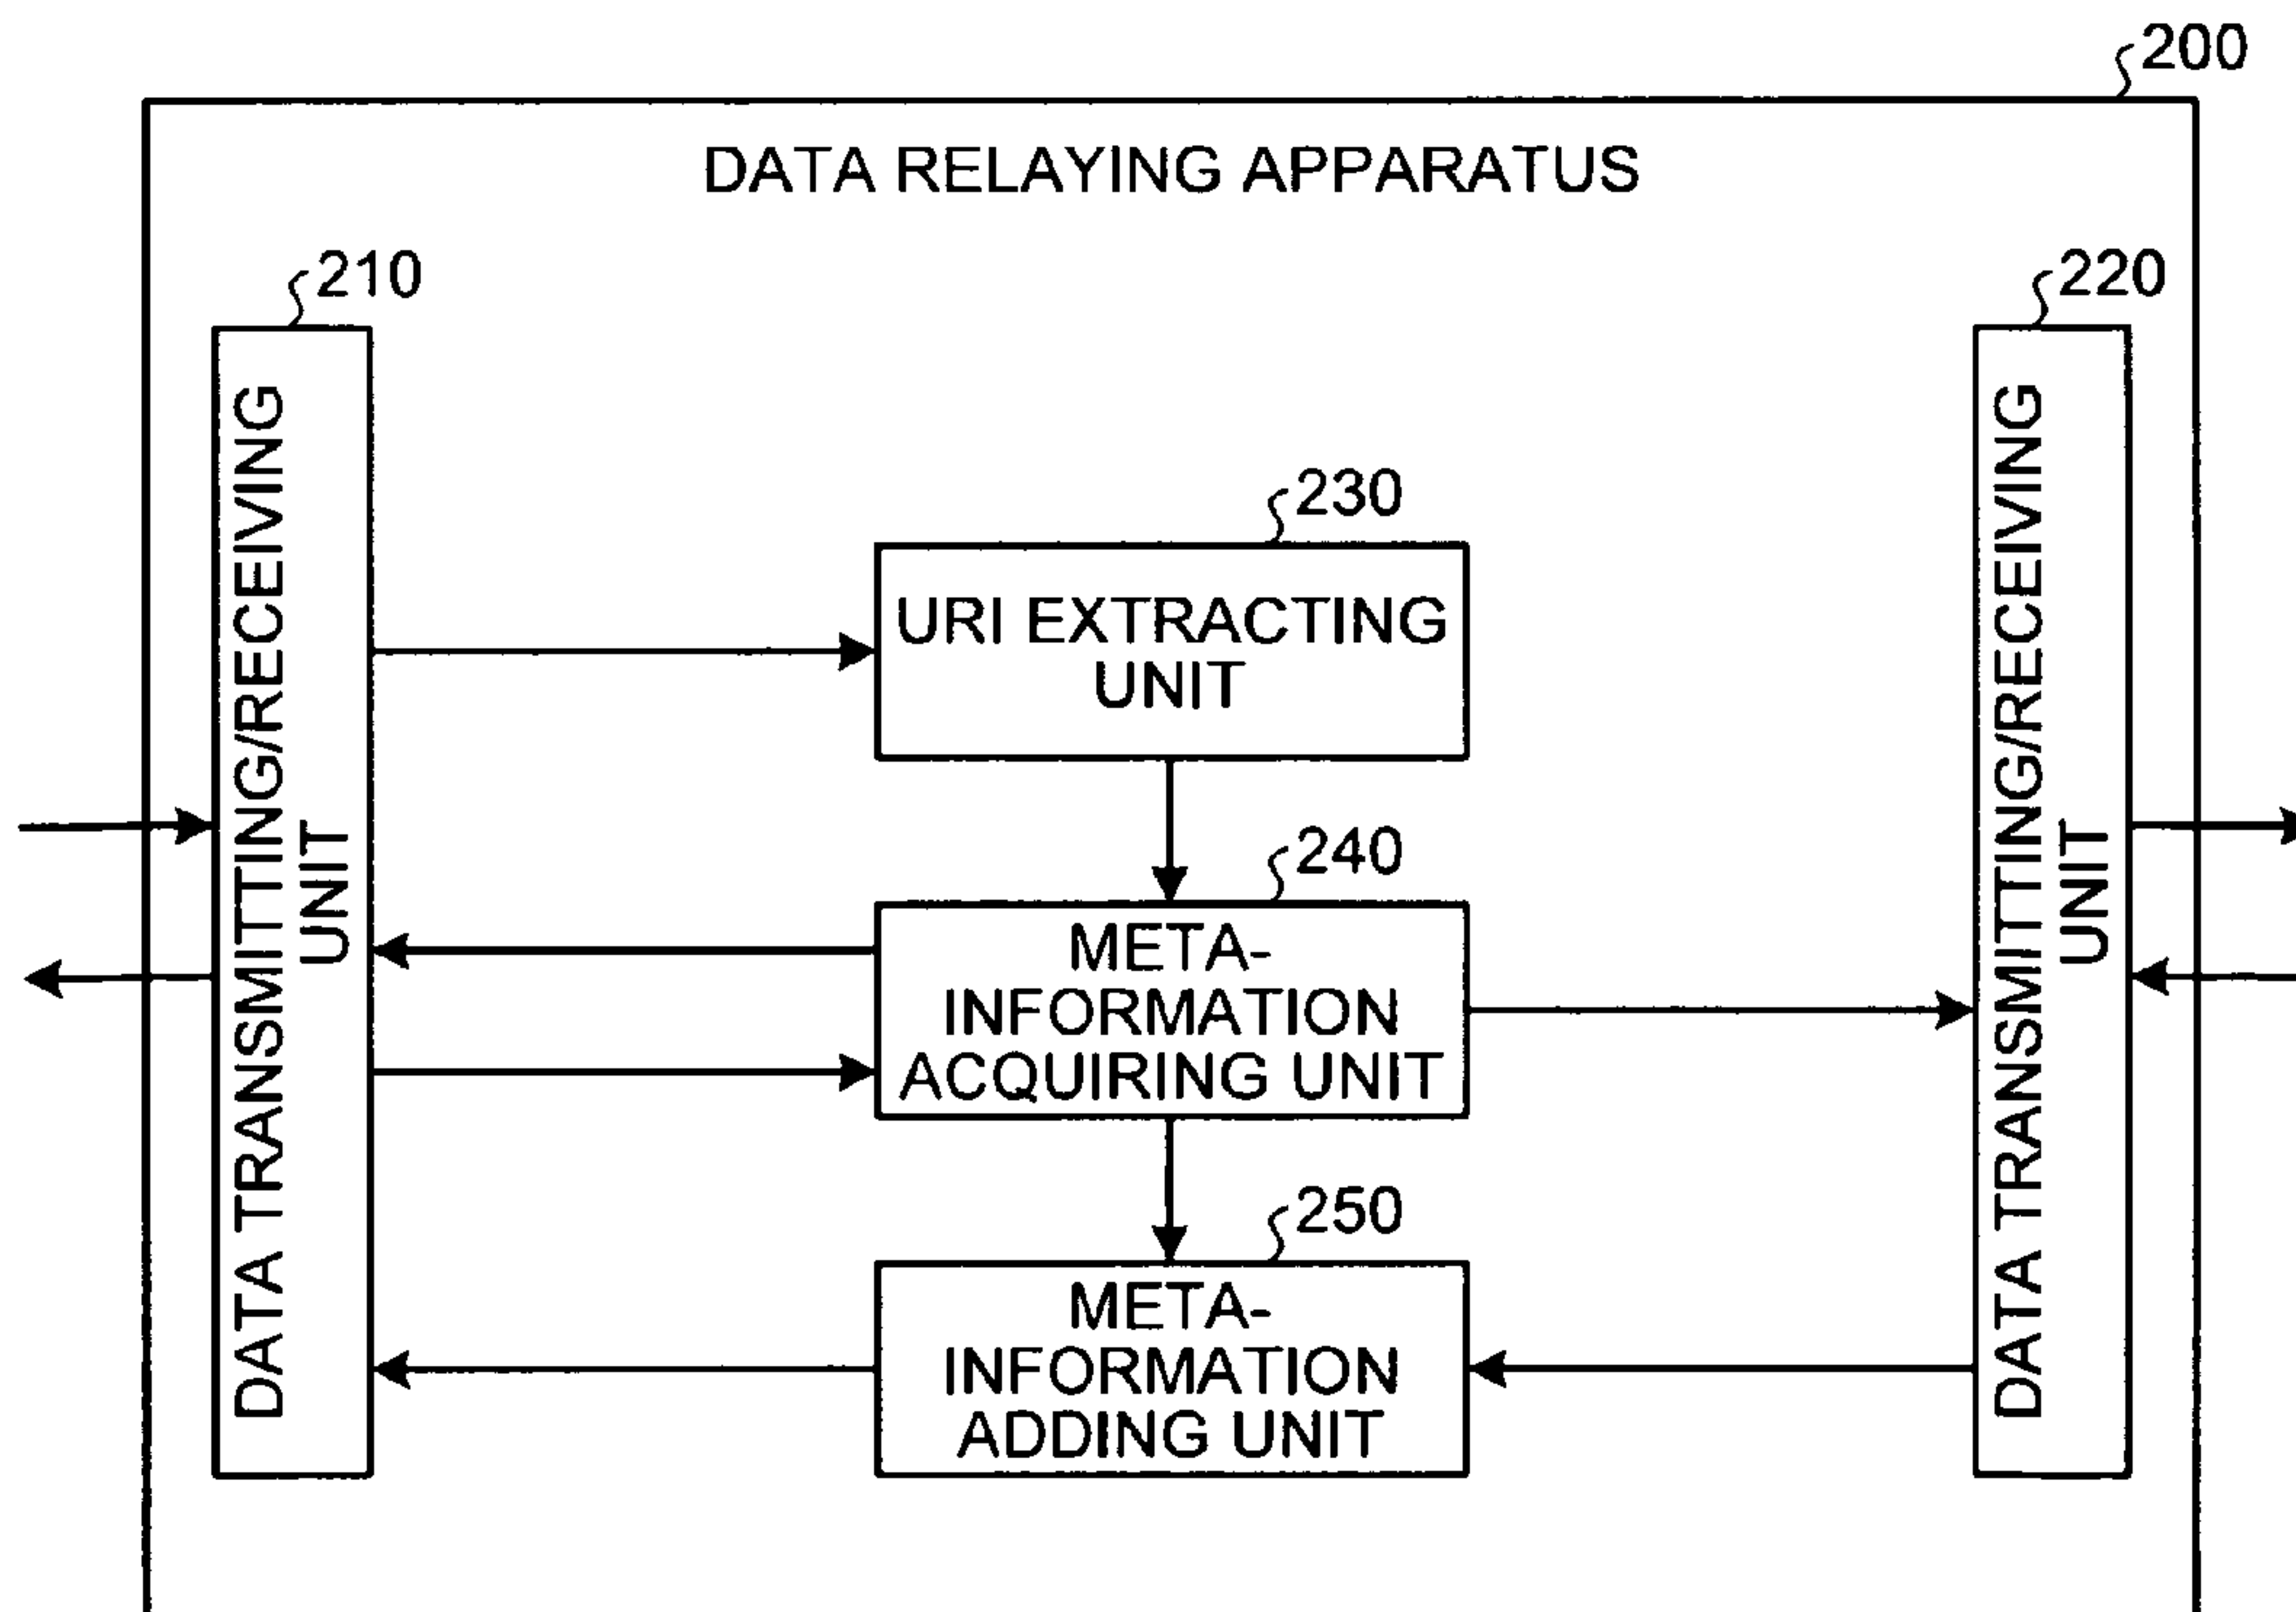 200
DATA RELAYING APPARATUS
210
220
DATA TRANSMITTING/RECEIVING
UNIT
230
URI EXTRACTING
UNIT
240
META-
INFORMATION
ACQUIRING UNIT
250
META-
INFORMATION
ADDING UNIT
DATA TRANSMITTING/RECEIVING
UNIT